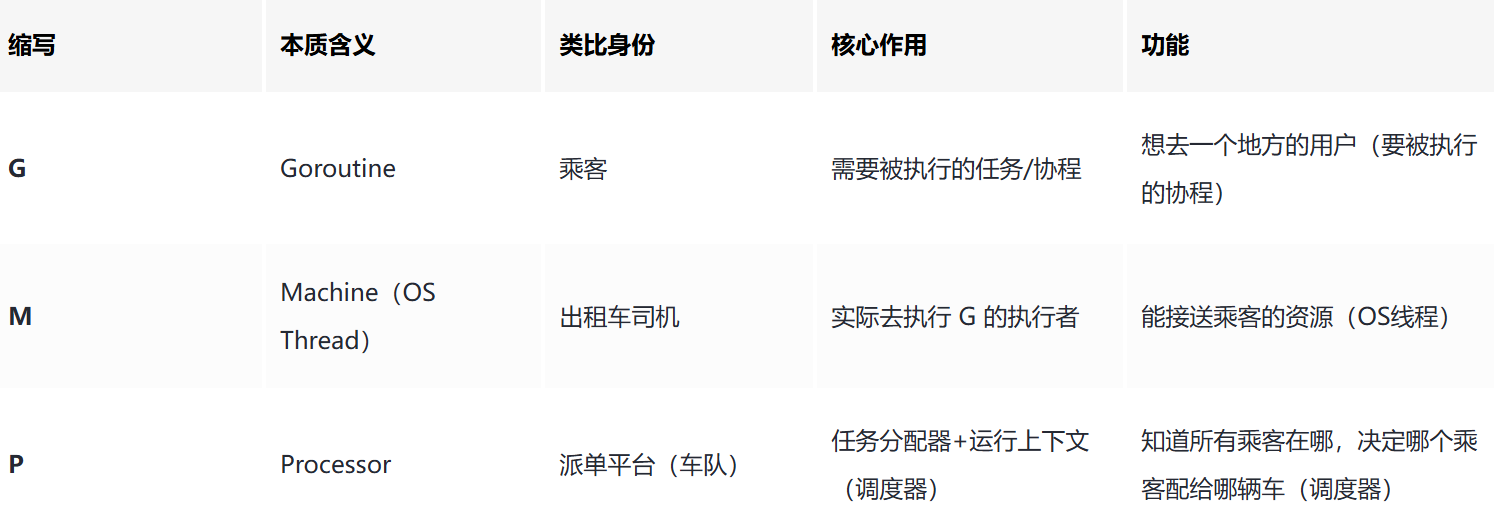 缩写 本质含义 类比身份 核心作用 功能
G Goroutine 乘客 需要被执行的任务/协程 想去一个地方的用户（要被执行
的协程）
M Machine（OS
Thread） 出租车司机 实际去执行 G 的执行者 能接送乘客的资源（OS线程）
P Processor 派单平台（车队） 任务分配器+运行上下文
（调度器） 知道所有乘客在哪，决定哪个乘
客配给哪辆车（调度器）